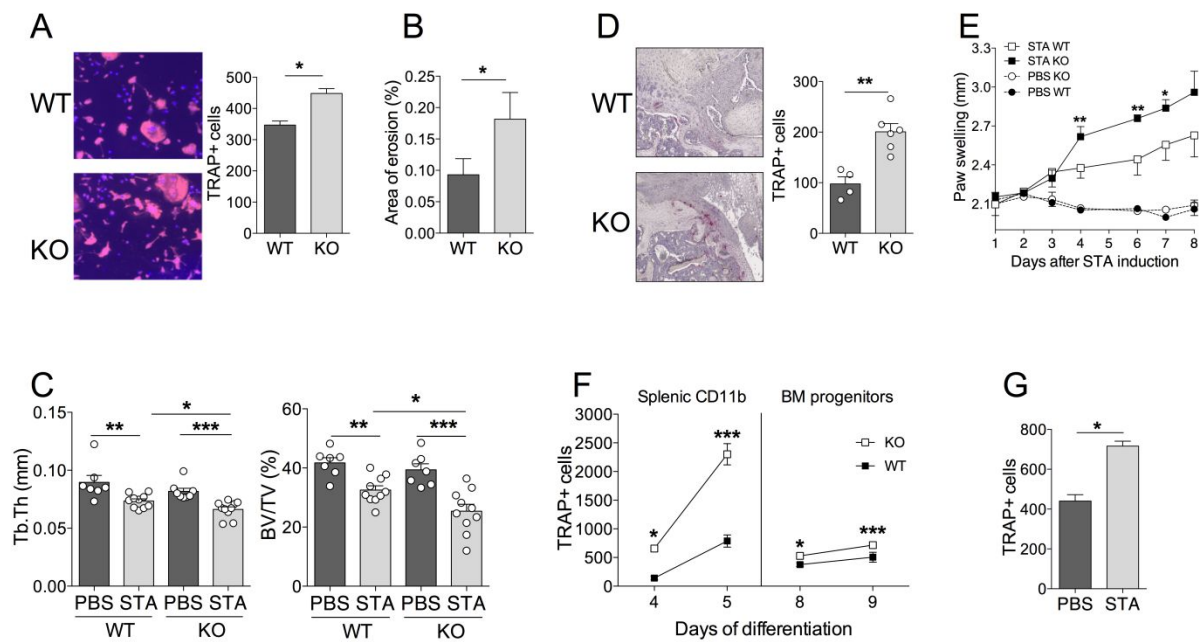 A
WT
KO
TRAP+ cells
500
400
300
200
100
0
*
WT KO
B
Area of erosion (%)
0.25
0.20
0.15
0.10
0.05
0.00
*
WT KO
D
WT
KO
TRAP+ cells
300
200
100
0
**
WT KO
E
STA WT
STA KO
PBS KO
PBS WT
Paw swelling (mm)
3.3
3.0
2.7
2.4
2.1
** ** *
1 2 3 4 5 6 7 8
Days after STA induction
C
Tb.Th (mm)
0.15
0.10
0.05
0.00
*
** ***
PBS STA PBS STA
WT KO
BV/TV (%)
60
40
20
0
*
** ***
PBS STA PBS STA
WT KO
F
Splenic CD11b BM progenitors
TRAP+ cells
3000
2500
2000
1500
1000
500
0
KO
WT
* *** * ***
4 5 8 9
Days of differentiation
G
TRAP+ cells
800
600
400
200
0
*
PBS STA